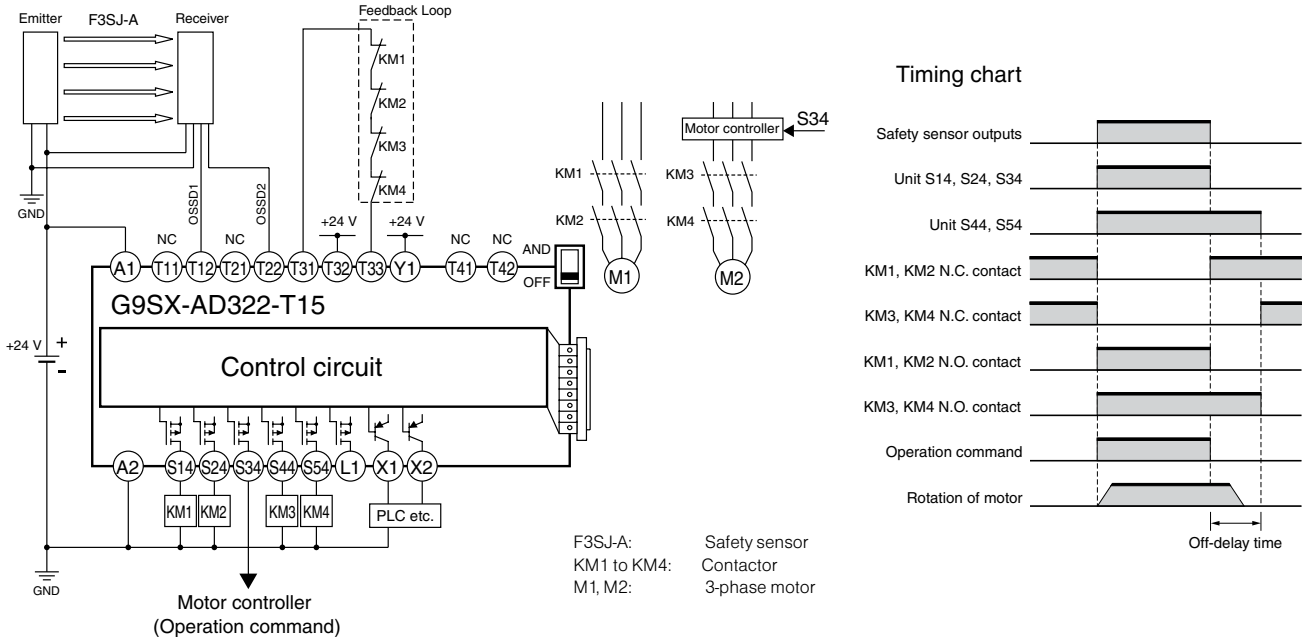 Emitter
F3SJ-A
Receiver
Feedback Loop
KM1
KM2
KM3
KM4
GND
OSSD1
OSSD2
+24 V
+24 V
NC
NC
NC
NC
A1
T11
T12
T21
T22
T31
T32
T33
Y1
T41
T42
AND
OFF
G9SX-AD322-T15
Control circuit
+24 V
+
-
A2
S14
S24
S34
S44
S54
L1
X1
X2
KM1
KM2
KM3
KM4
PLC etc.
GND
Motor controller
(Operation command)
Motor controller
S34
KM1
KM2
M1
KM3
KM4
M2
F3SJ-A: Safety sensor
KM1 to KM4: Contactor
M1, M2: 3-phase motor
Timing chart
Safety sensor outputs
Unit S14, S24, S34
Unit S44, S54
KM1, KM2 N.C. contact
KM3, KM4 N.C. contact
KM1, KM2 N.O. contact
KM3, KM4 N.O. contact
Operation command
Rotation of motor
Off-delay time